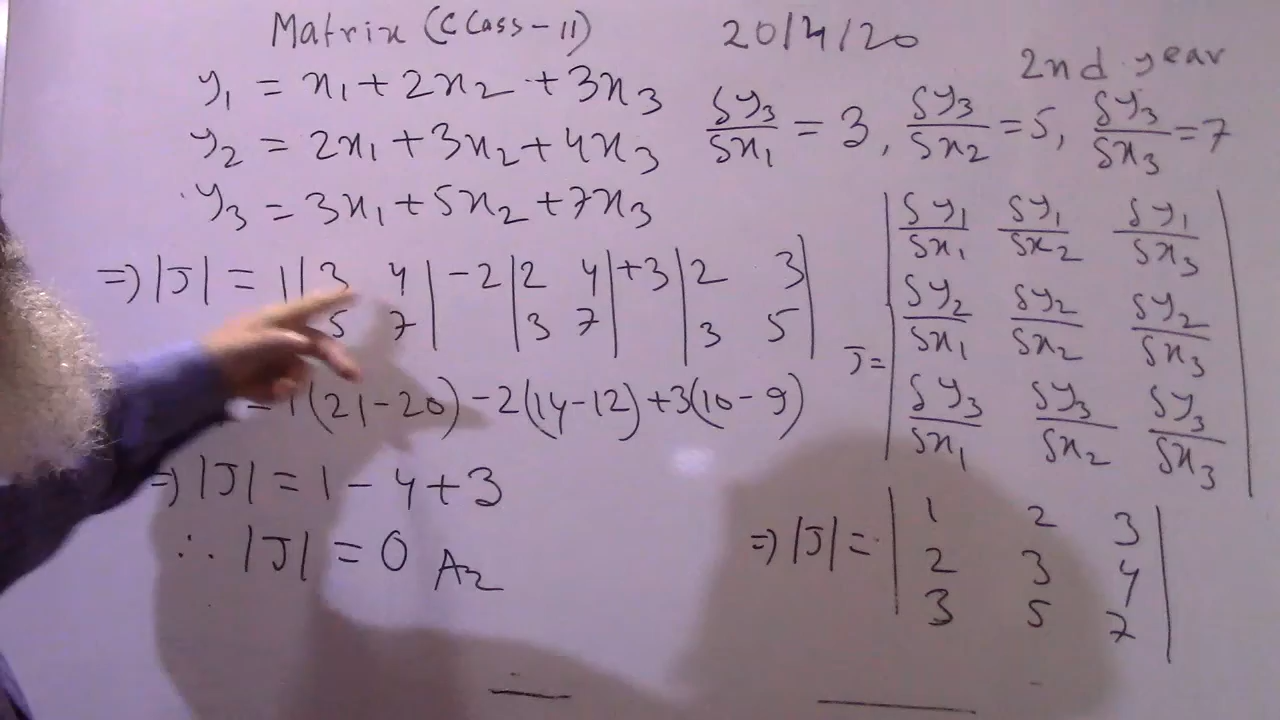 Matrix (CClass-11) 20/4/20
2nd year
y₁ = x₁ + 2x₂ + 3x₃
y₂ = 2x₁ + 3x₂ + 4x₃
y₃ = 3x₁ + 5x₂ + 7x₃
δy₃/δx₁ = 3, δy₃/δx₂ = 5, δy₃/δx₃ = 7
J = | δy₁/δx₁ δy₁/δx₂ δy₁/δx₃ |
| δy₂/δx₁ δy₂/δx₂ δy₂/δx₃ |
| δy₃/δx₁ δy₃/δx₂ δy₃/δx₃ |
⇒ |J| = | 1 2 3 |
| 2 3 4 |
| 3 5 7 |
⇒ |J| = 1 | 3 4 | - 2 | 2 4 | + 3 | 2 3 |
| 5 7 | | 3 7 | | 3 5 |
= 1(21-20) - 2(14-12) + 3(10-9)
⇒ |J| = 1 - 4 + 3
∴ |J| = 0 Ans